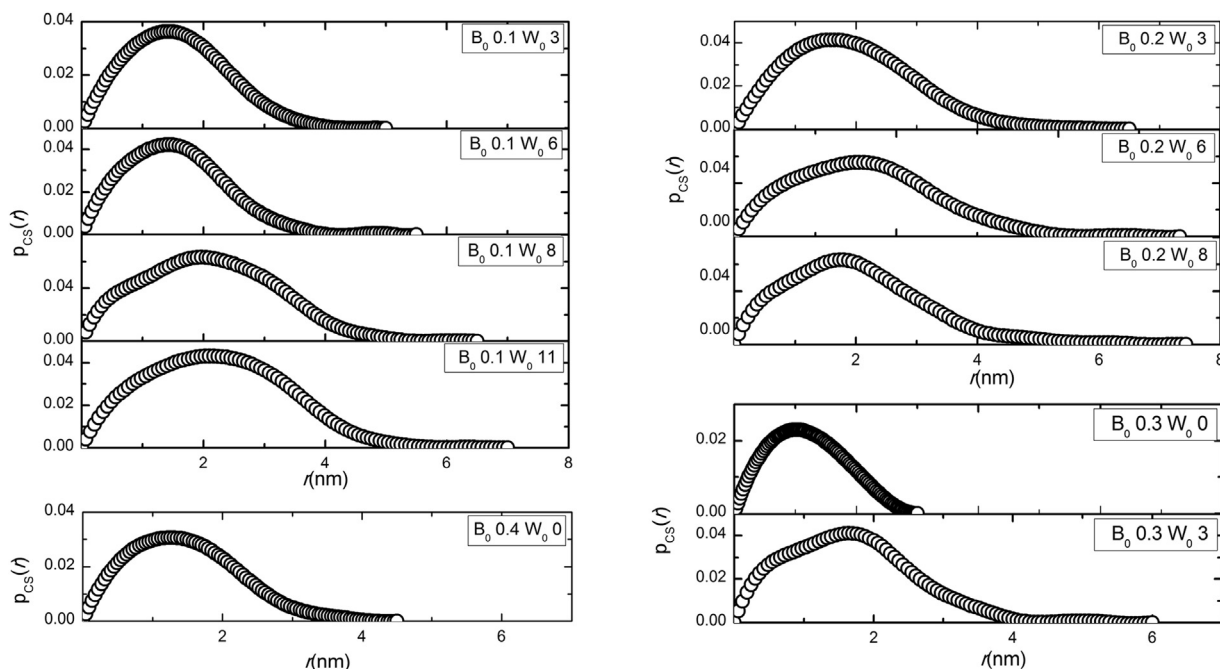 0.04
B₀ 0.1 W₀ 3
0.02
0.00
B₀ 0.1 W₀ 6
0.04
0.02
0.00
B₀ 0.1 W₀ 8
0.04
0.00
B₀ 0.1 W₀ 11
0.04
0.02
0.00
p_CS(r)
2 4 6 8
r(nm)
0.04
B₀ 0.4 W₀ 0
0.02
0.00
p_CS(r)
2 4 6
r(nm)
B₀ 0.2 W₀ 3
0.04
0.00
B₀ 0.2 W₀ 6
0.04
0.00
B₀ 0.2 W₀ 8
0.04
0.00
p_CS(r)
0 2 4 6 8
r(nm)
B₀ 0.3 W₀ 0
0.02
0.00
B₀ 0.3 W₀ 3
0.04
0.02
0.00
p_CS(r)
2 4 6
r(nm)